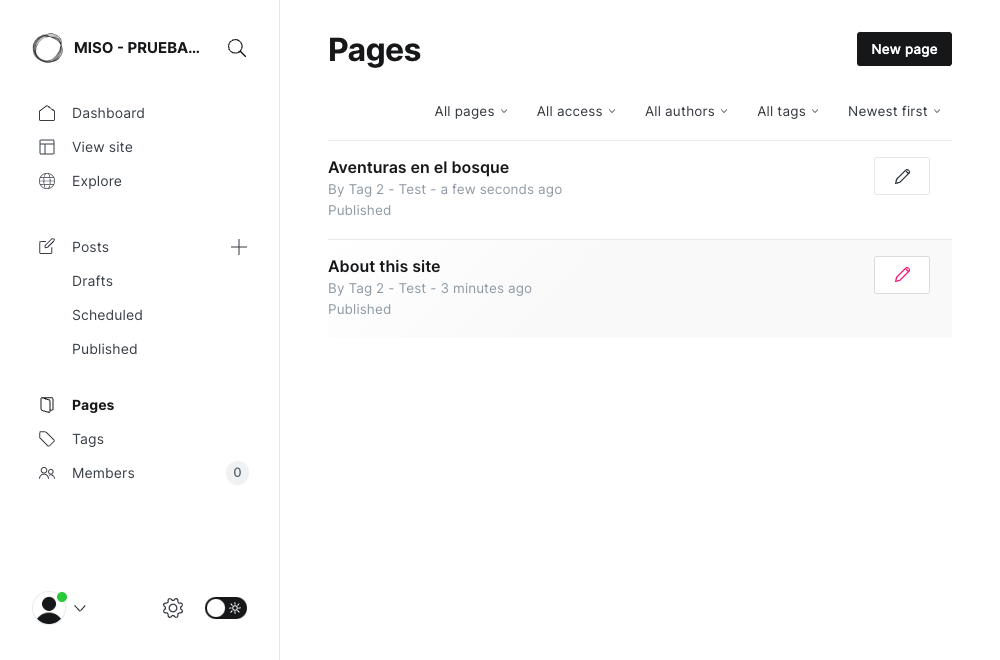 MISO - PRUEBA...
Dashboard
View site
Explore
Posts
Drafts
Scheduled
Published
Pages
Tags
Members
0
Pages
New page
All pages
All access
All authors
All tags
Newest first
Aventuras en el bosque
By Tag 2 - Test - a few seconds ago
Published
About this site
By Tag 2 - Test - 3 minutes ago
Published